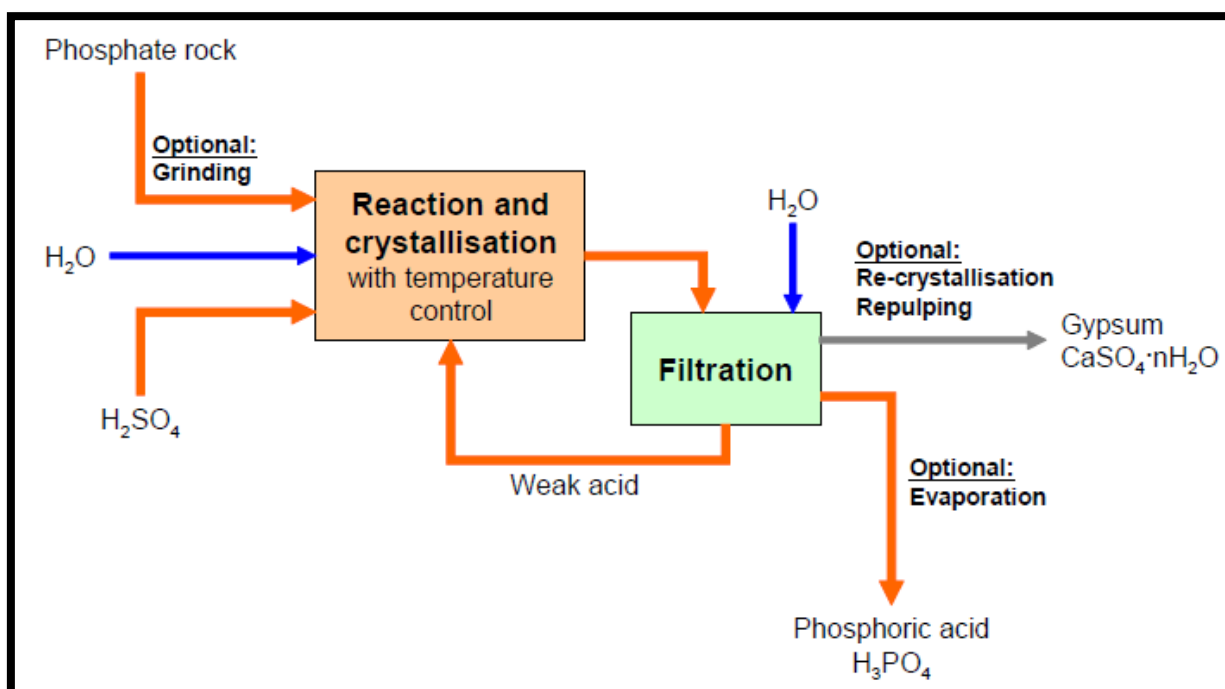 Phosphate rock
Optional:
Grinding
H₂O
H₂SO₄
Reaction and
crystallisation
with temperature
control
H₂O
Optional:
Re-crystallisation
Repulping
Gypsum
CaSO₄·nH₂O
Filtration
Weak acid
Optional:
Evaporation
Phosphoric acid
H₃PO₄